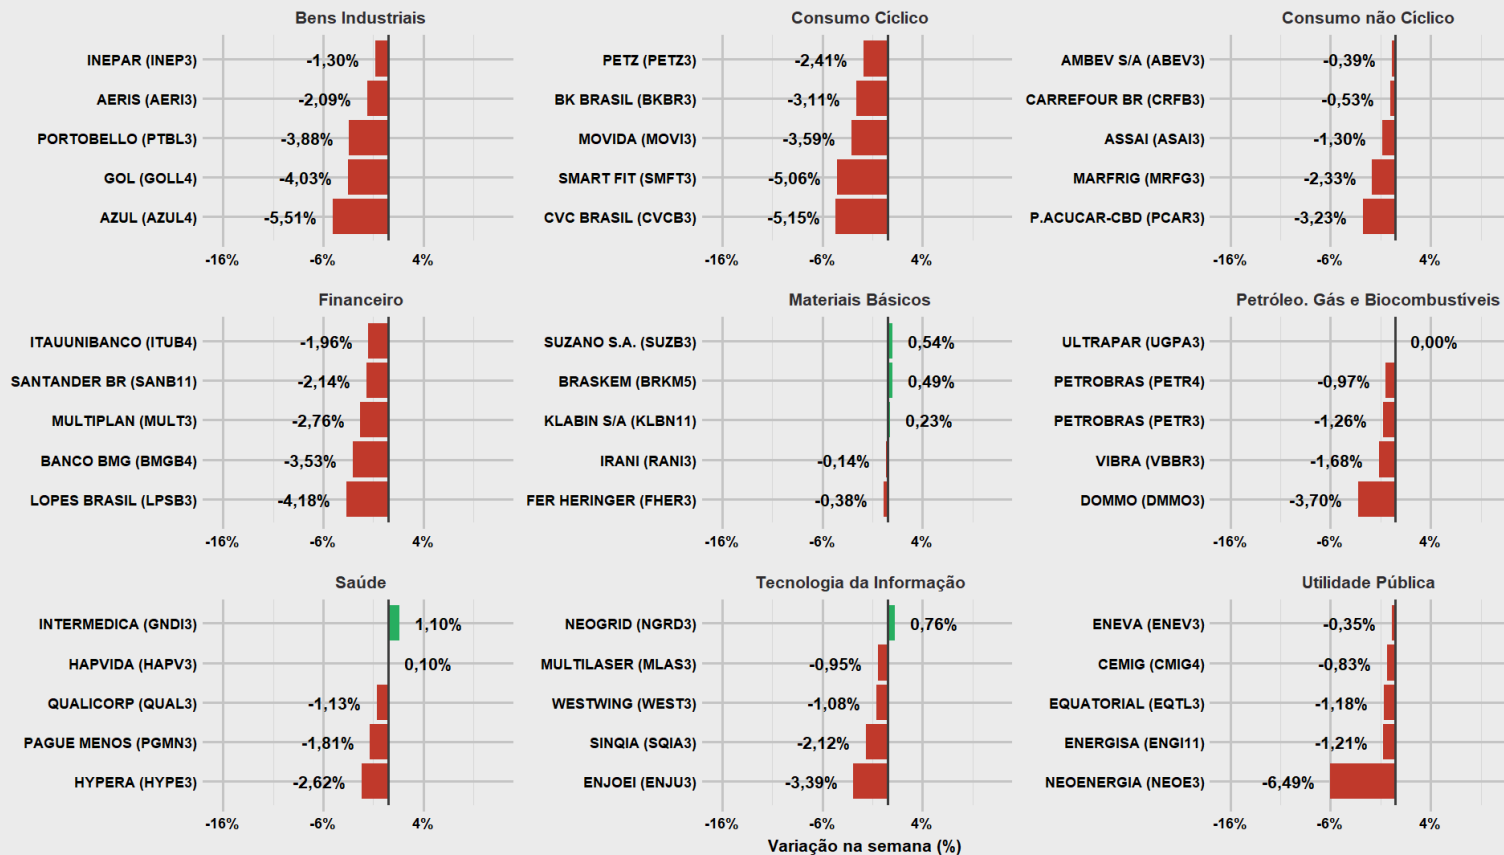 Bens Industriais
INEPAR (INEP3) -1,30%
AERIS (AERI3) -2,09%
PORTOBELLO (PTBL3) -3,88%
GOL (GOLL4) -4,03%
AZUL (AZUL4) -5,51%
-16% -6% 4%
Consumo Cíclico
PETZ (PETZ3) -2,41%
BK BRASIL (BKBR3) -3,11%
MOVIDA (MOVI3) -3,59%
SMART FIT (SMFT3) -5,06%
CVC BRASIL (CVCB3) -5,15%
-16% -6% 4%
Consumo não Cíclico
AMBEV S/A (ABEV3) -0,39%
CARREFOUR BR (CRFB3) -0,53%
ASSAI (ASAI3) -1,30%
MARFRIG (MRFG3) -2,33%
P.ACUCAR-CBD (PCAR3) -3,23%
-16% -6% 4%
Financeiro
ITAUUNIBANCO (ITUB4) -1,96%
SANTANDER BR (SANB11) -2,14%
MULTIPLAN (MULT3) -2,76%
BANCO BMG (BMGB4) -3,53%
LOPES BRASIL (LPSB3) -4,18%
-16% -6% 4%
Materiais Básicos
SUZANO S.A. (SUZB3) 0,54%
BRASKEM (BRKM5) 0,49%
KLABIN S/A (KLBN11) 0,23%
IRANI (RANI3) -0,14%
FER HERINGER (FHER3) -0,38%
-16% -6% 4%
Petróleo. Gás e Biocombustíveis
ULTRAPAR (UGPA3) 0,00%
PETROBRAS (PETR4) -0,97%
PETROBRAS (PETR3) -1,26%
VIBRA (VBBR3) -1,68%
DOMMO (DMMO3) -3,70%
-16% -6% 4%
Saúde
INTERMEDICA (GNDI3) 1,10%
HAPVIDA (HAPV3) 0,10%
QUALICORP (QUAL3) -1,13%
PAGUE MENOS (PGMN3) -1,81%
HYPERA (HYPE3) -2,62%
-16% -6% 4%
Tecnologia da Informação
NEOGRID (NGRD3) 0,76%
MULTILASER (MLAS3) -0,95%
WESTWING (WEST3) -1,08%
SINQIA (SQIA3) -2,12%
ENJOEI (ENJU3) -3,39%
-16% -6% 4%
Utilidade Pública
ENEVA (ENEV3) -0,35%
CEMIG (CMIG4) -0,83%
EQUATORIAL (EQTL3) -1,18%
ENERGISA (ENGI11) -1,21%
NEOENERGIA (NEOE3) -6,49%
-16% -6% 4%
Variação na semana (%)